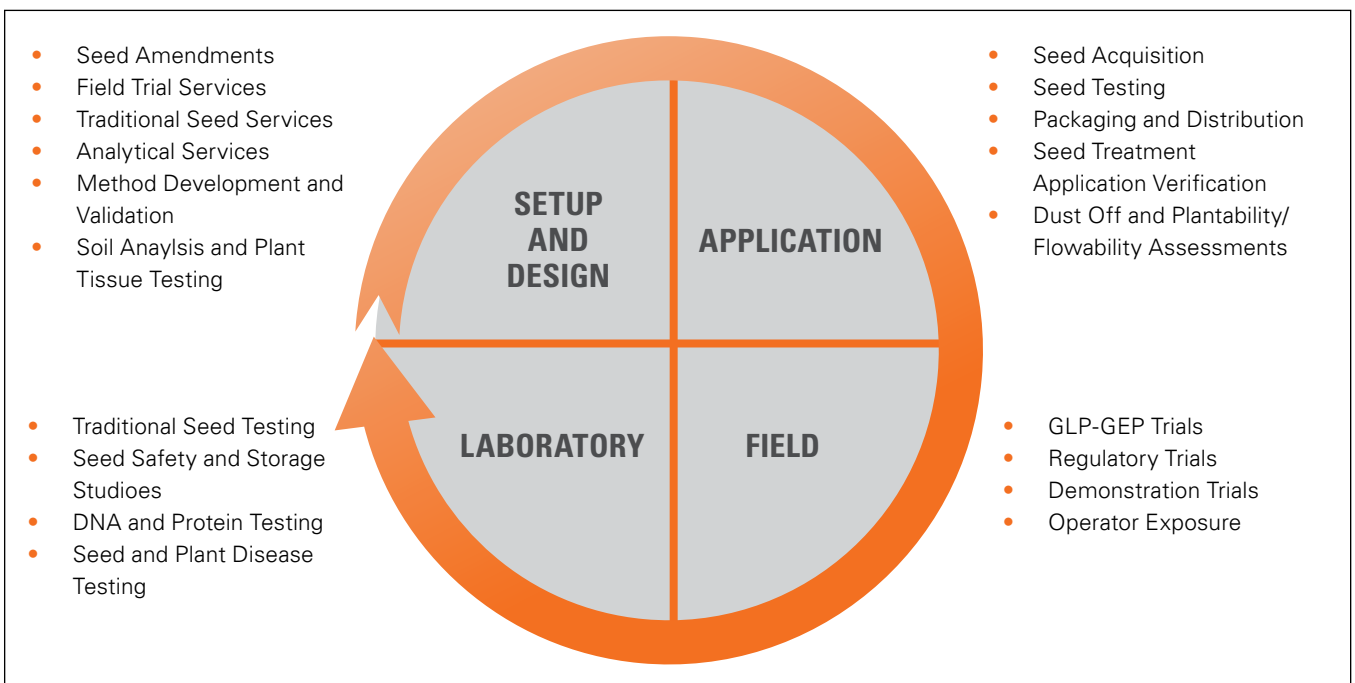 Seed Amendments
Field Trial Services
Traditional Seed Services
Analytical Services
Method Development and
Validation
Soil Anaylsis and Plant
Tissue Testing
SETUP
AND
DESIGN
APPLICATION
Seed Acquisition
Seed Testing
Packaging and Distribution
Seed Treatment
Application Verification
Dust Off and Plantability/
Flowability Assessments
Traditional Seed Testing
Seed Safety and Storage
Studioes
DNA and Protein Testing
Seed and Plant Disease
Testing
LABORATORY
FIELD
GLP-GEP Trials
Regulatory Trials
Demonstration Trials
Operator Exposure